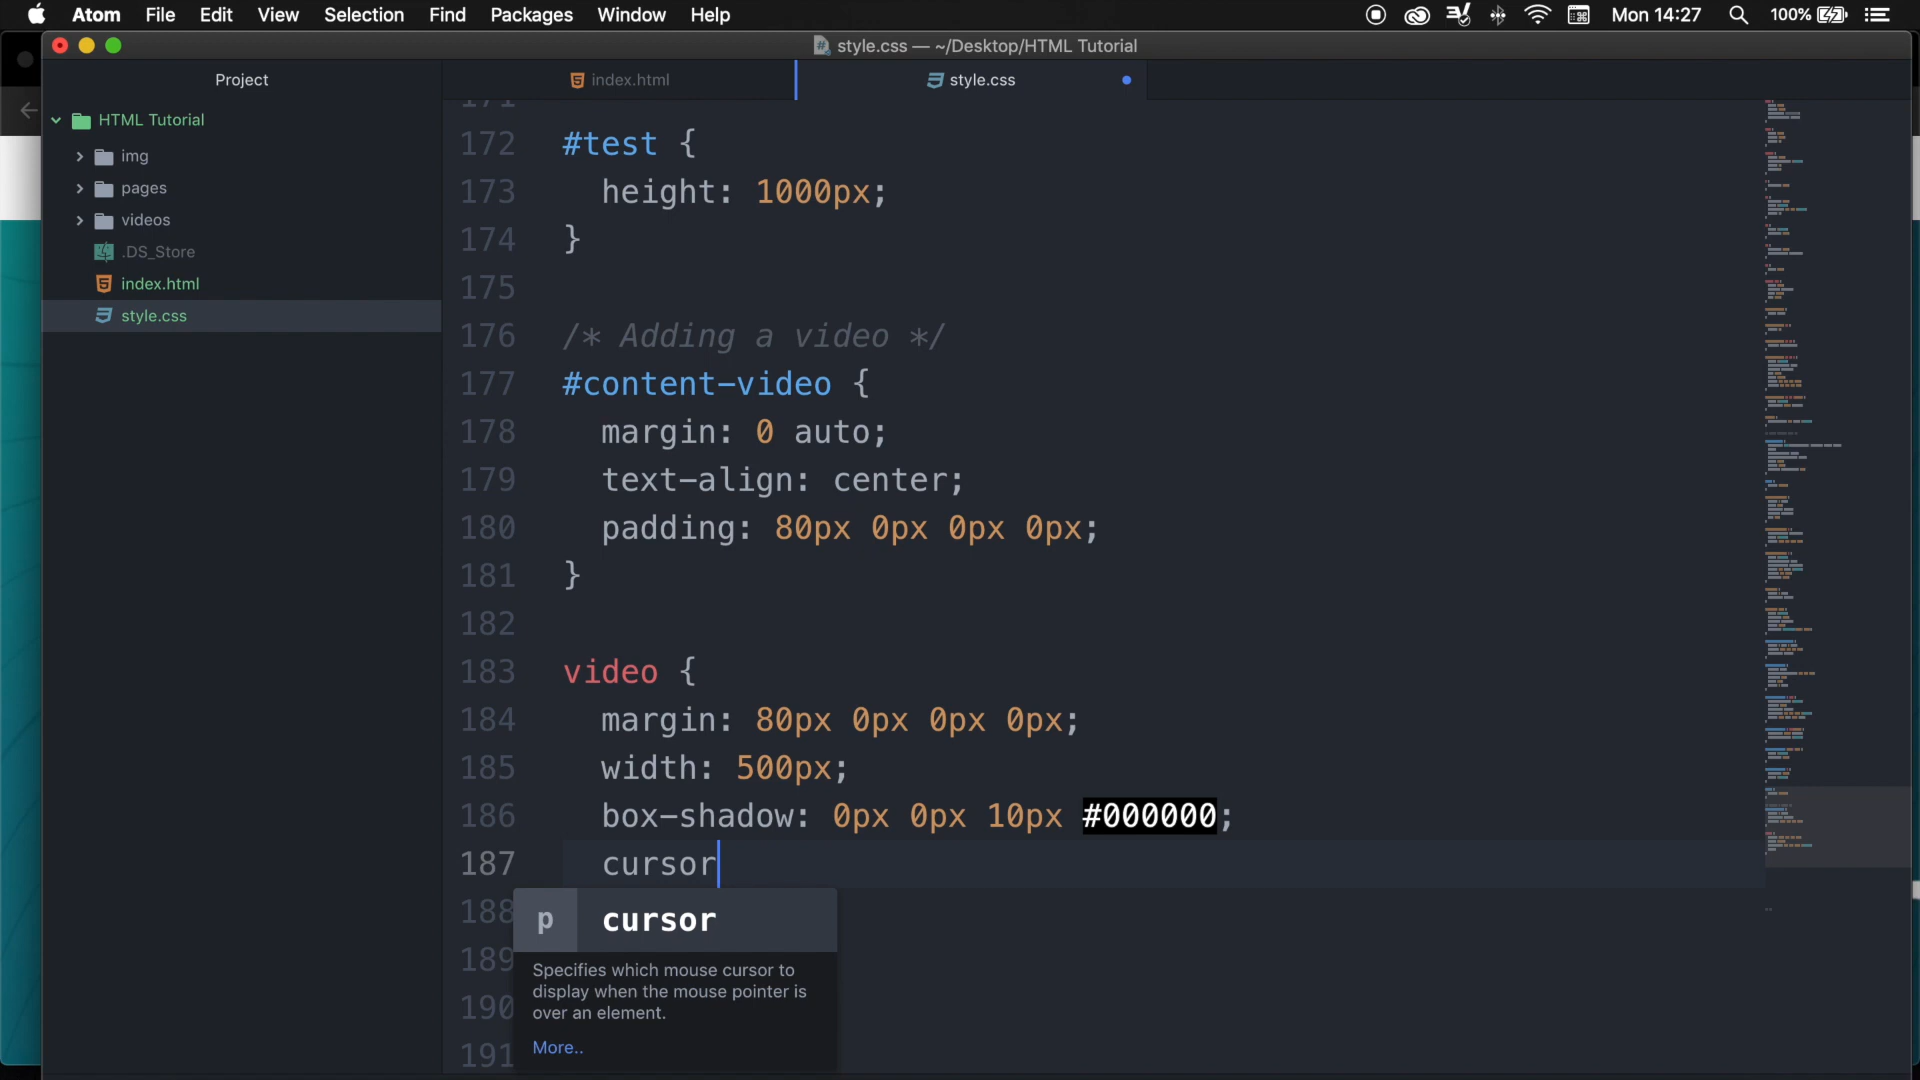 Atom File Edit View Selection Find Packages Window Help Mon 14:27 100%
style.css — ~/Desktop/HTML Tutorial
Project
index.html
style.css
HTML Tutorial
img
pages
videos
.DS_Store
index.html
style.css
171
172 #test {
173 height: 1000px;
174 }
175
176 /* Adding a video */
177 #content-video {
178 margin: 0 auto;
179 text-align: center;
180 padding: 80px 0px 0px 0px;
181 }
182
183 video {
184 margin: 80px 0px 0px 0px;
185 width: 500px;
186 box-shadow: 0px 0px 10px #000000;
187 cursor
188
p cursor
189
Specifies which mouse cursor to
display when the mouse pointer is
190
over an element.
191
More..